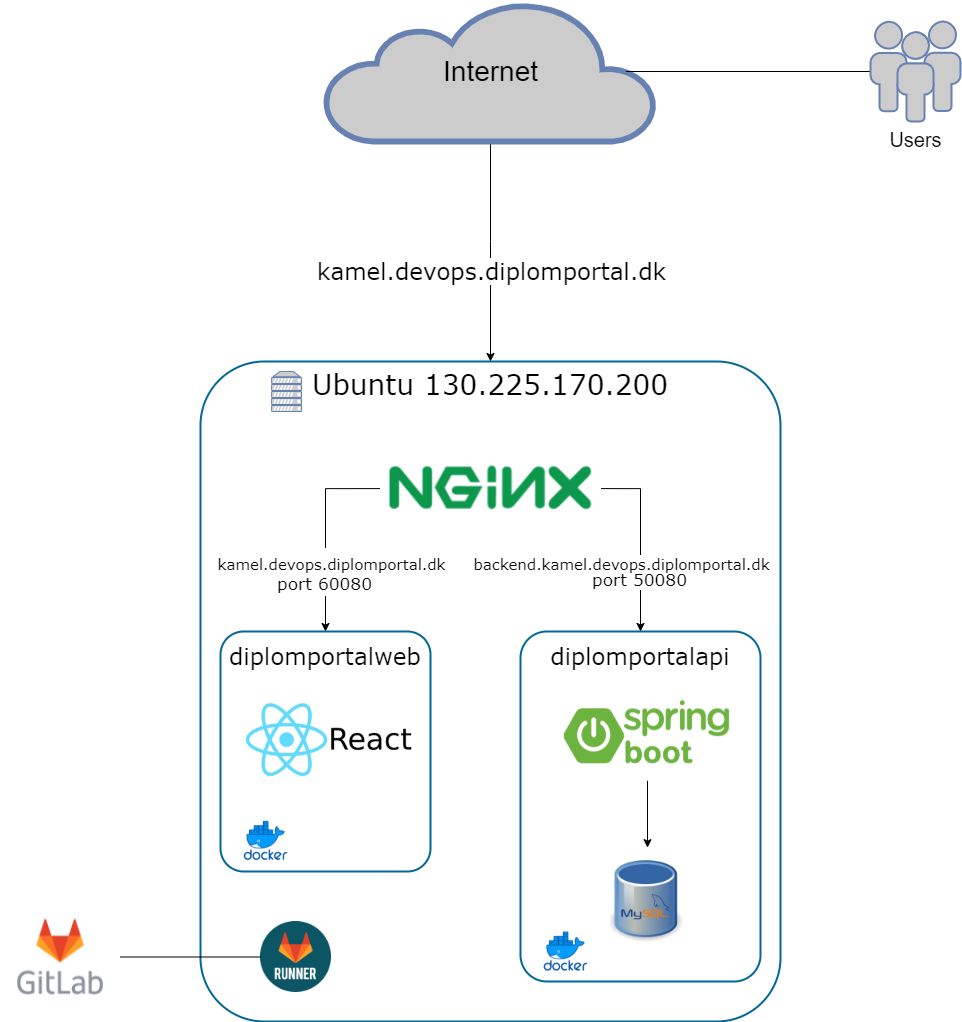 Internet
Users
kamel.devops.diplomportal.dk
Ubuntu 130.225.170.200
NGiNX
kamel.devops.diplomportal.dk
port 60080
backend.kamel.devops.diplomportal.dk
port 50080
diplomportalweb
React
docker
diplomportalapi
spring
boot
MySQL
docker
GitLab
RUNNER